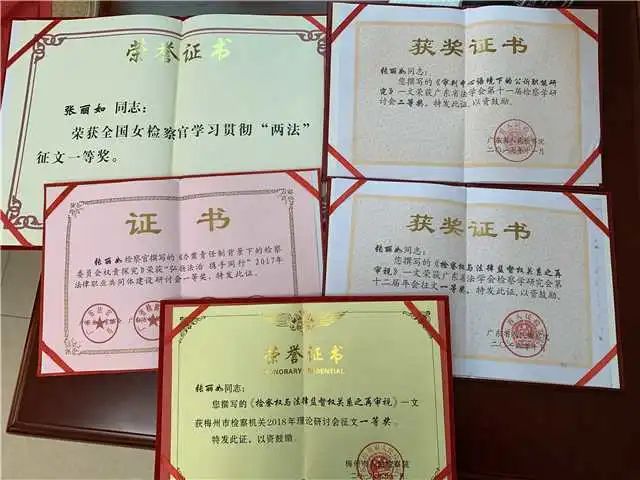 荣誉证书
张丽如 同志：
荣获全国女检察官学习贯彻“两法”
征文一等奖。
获奖证书
张丽如同志：
您撰写的《审判中心语境下的公诉职能研
究》一文荣获广东省法学会第十一届检察学研
讨会二等奖。特发此证，以资鼓励。
证书
张丽如检察官撰写的《办案责任制背景下的检察
委员会权责探究》荣获“弘扬法治 携手同行”2017年
法律职业共同体建设研讨会一等奖，特发此证。
获奖证书
张丽如同志：
您撰写的《检察权与法律监督权关系之再
审视》一文荣获广东省法学会检察学研究会第
十二届年会征文一等奖，特发此证，以资鼓励。
荣誉证书
HONORARY CREDENTIAL
张丽如同志：
您撰写的《检察权与法律监督权关系之再审视》一文
获梅州市检察机关2018年理论研讨会征文一等奖。
特发此证，以资鼓励。
梅州市人民检察院